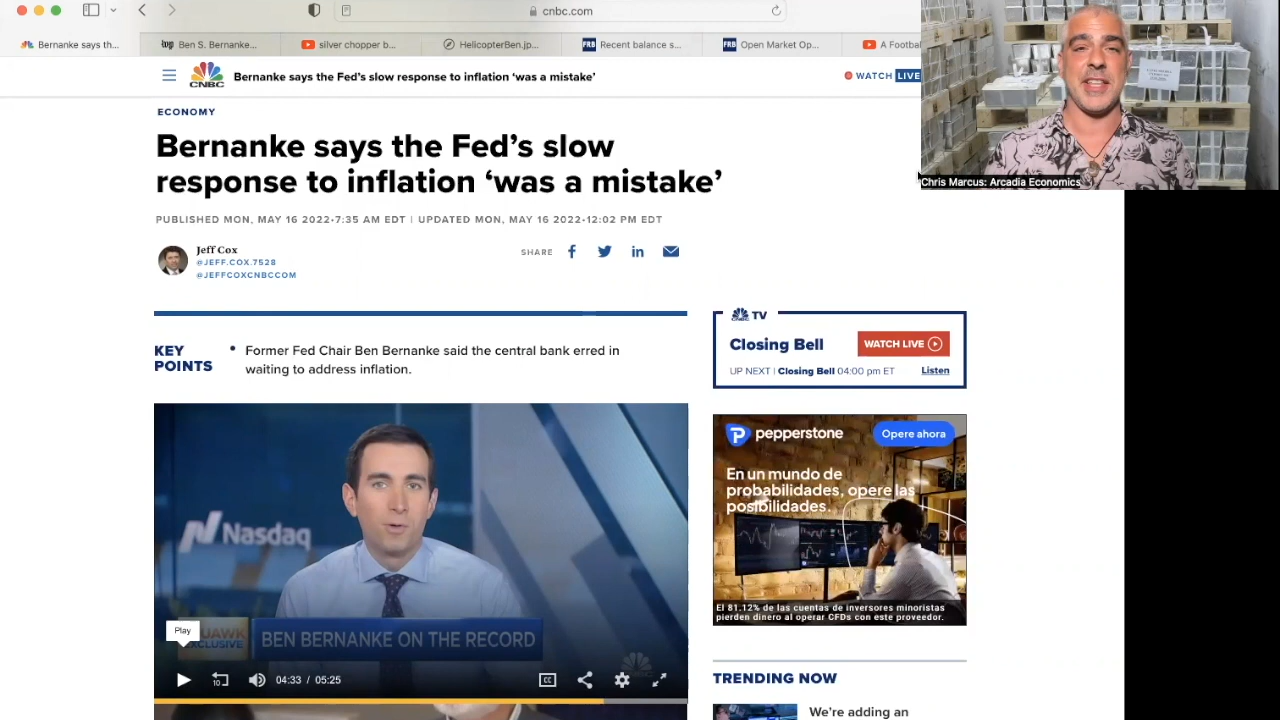 cnbc.com
Bernanke says th...
Ben S. Bernanke...
silver chopper b...
HelicopterBen.jp...
FRB
Recent balance s...
FRB
Open Market Op...
A Footbal
CNBC
Bernanke says the Fed's slow response to inflation ‘was a mistake’
WATCH LIVE
Chris Marcus: Arcadia Economics
ECONOMY
Bernanke says the Fed’s slow
response to inflation ‘was a mistake’
PUBLISHED MON, MAY 16 2022•7:35 AM EDT | UPDATED MON, MAY 16 2022•12:02 PM EDT
Jeff Cox
@JEFF.COX.7528
@JEFFCOXCNBCCOM
SHARE
KEY
POINTS
• Former Fed Chair Ben Bernanke said the central bank erred in
waiting to address inflation.
TV
Closing Bell
WATCH LIVE
UP NEXT | Closing Bell 04:00 pm ET
Listen
Nasdaq
Play
EXCLUSIVE
BEN BERNANKE ON THE RECORD
10
04:33 / 05:25
CC
pepperstone
Opere ahora
En un mundo de
probabilidades, opere las
posibilidades.
El 81.12% de las cuentas de inversores minoristas
pierden dinero al operar CFDs con este proveedor.
TRENDING NOW
We’re adding an